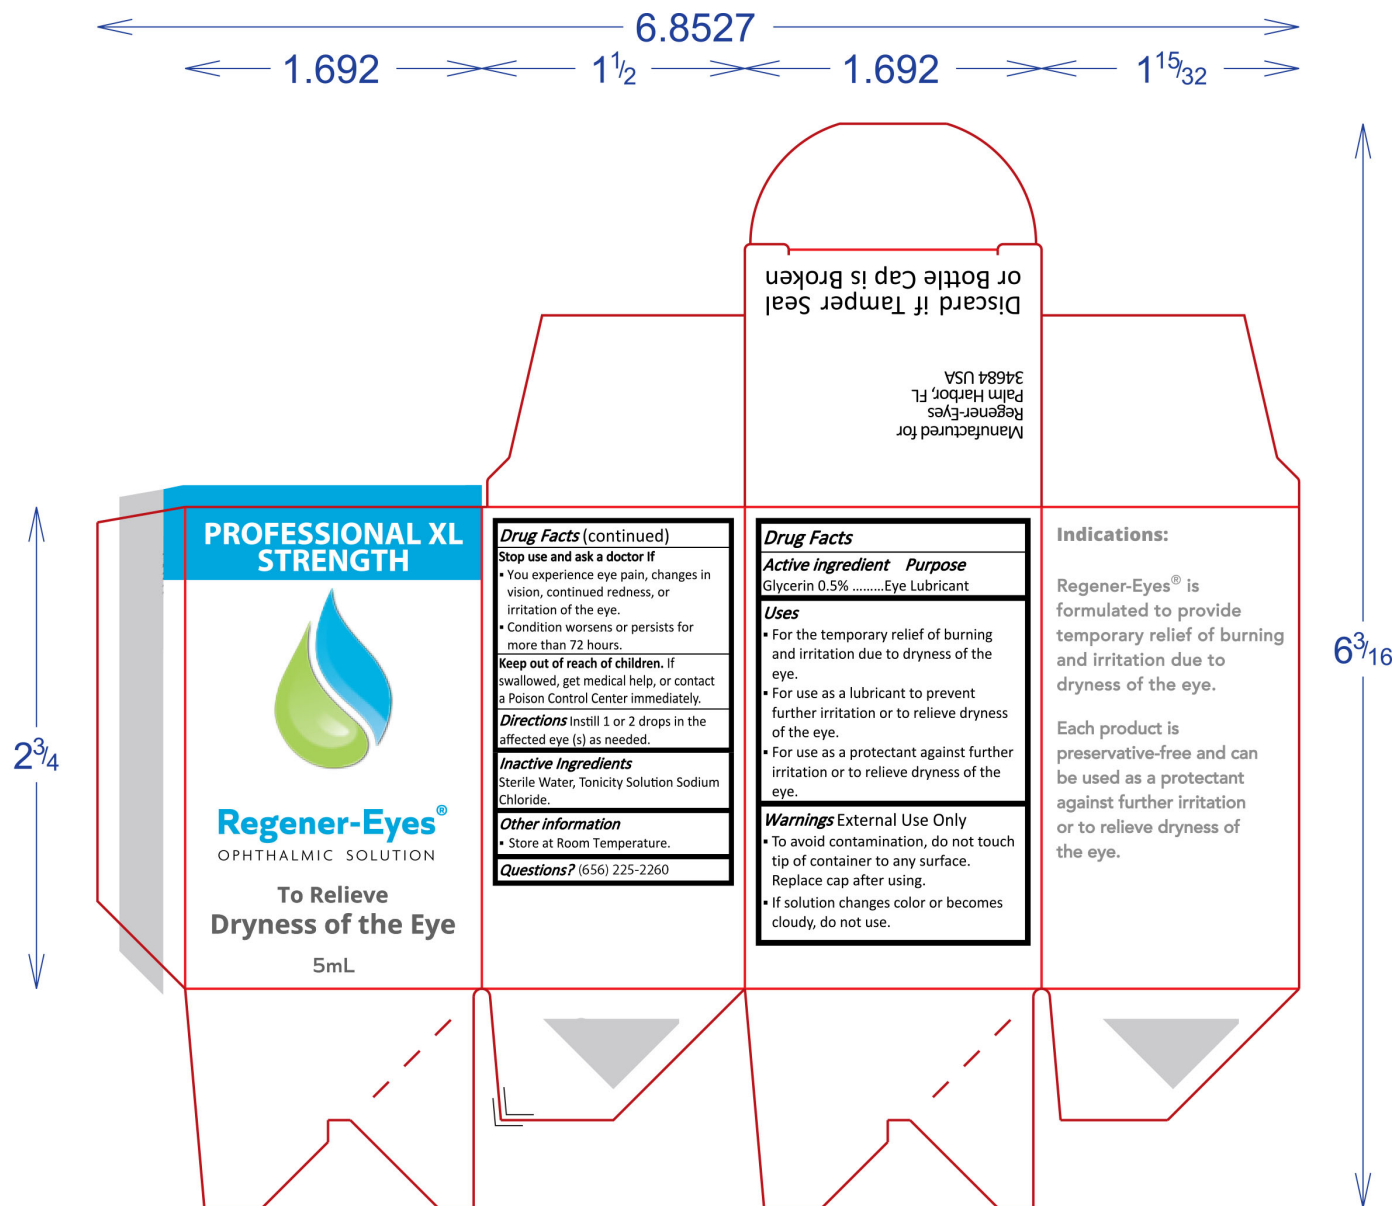 6.8527
1.692
1 1/2
1.692
1 15/32
Discard if Tamper Seal
or Bottle Cap is Broken
Manufactured for
Regener-Eyes
Palm Harbor, FL
34684 USA
6 3/16
2 3/4
PROFESSIONAL XL
STRENGTH
Regener-Eyes®
OPHTHALMIC SOLUTION
To Relieve
Dryness of the Eye
5mL
Drug Facts (continued)
Stop use and ask a doctor If
▪ You experience eye pain, changes in
vision, continued redness, or
irritation of the eye.
▪ Condition worsens or persists for
more than 72 hours.
Keep out of reach of children. If
swallowed, get medical help, or contact
a Poison Control Center immediately.
Directions Instill 1 or 2 drops in the
affected eye (s) as needed.
Inactive Ingredients
Sterile Water, Tonicity Solution Sodium
Chloride.
Other information
▪ Store at Room Temperature.
Questions? (656) 225-2260
Drug Facts
Active ingredient Purpose
Glycerin 0.5% .........Eye Lubricant
Uses
▪ For the temporary relief of burning
and irritation due to dryness of the
eye.
▪ For use as a lubricant to prevent
further irritation or to relieve dryness
of the eye.
▪ For use as a protectant against further
irritation or to relieve dryness of the
eye.
Warnings External Use Only
▪ To avoid contamination, do not touch
tip of container to any surface.
Replace cap after using.
▪ If solution changes color or becomes
cloudy, do not use.
Indications:
Regener-Eyes® is
formulated to provide
temporary relief of burning
and irritation due to
dryness of the eye.
Each product is
preservative-free and can
be used as a protectant
against further irritation
or to relieve dryness of
the eye.